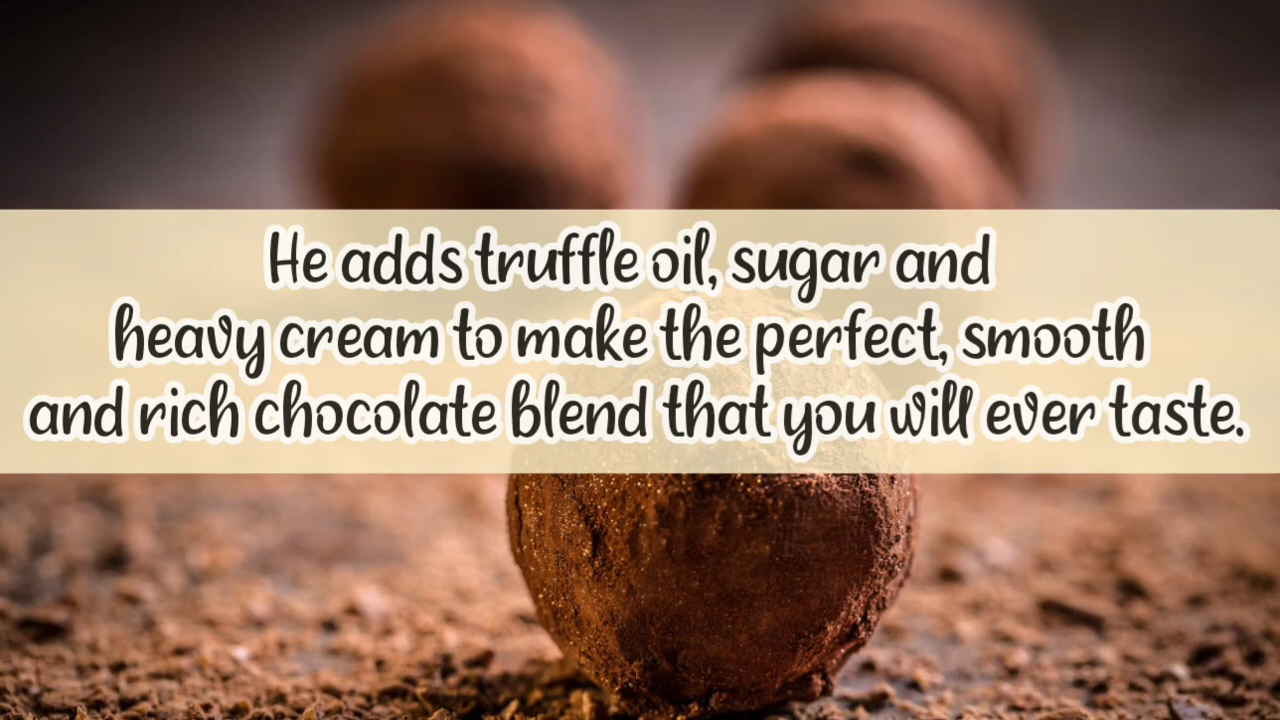 He adds truffle oil, sugar and
heavy cream to make the perfect, smooth
and rich chocolate blend that you will ever taste.